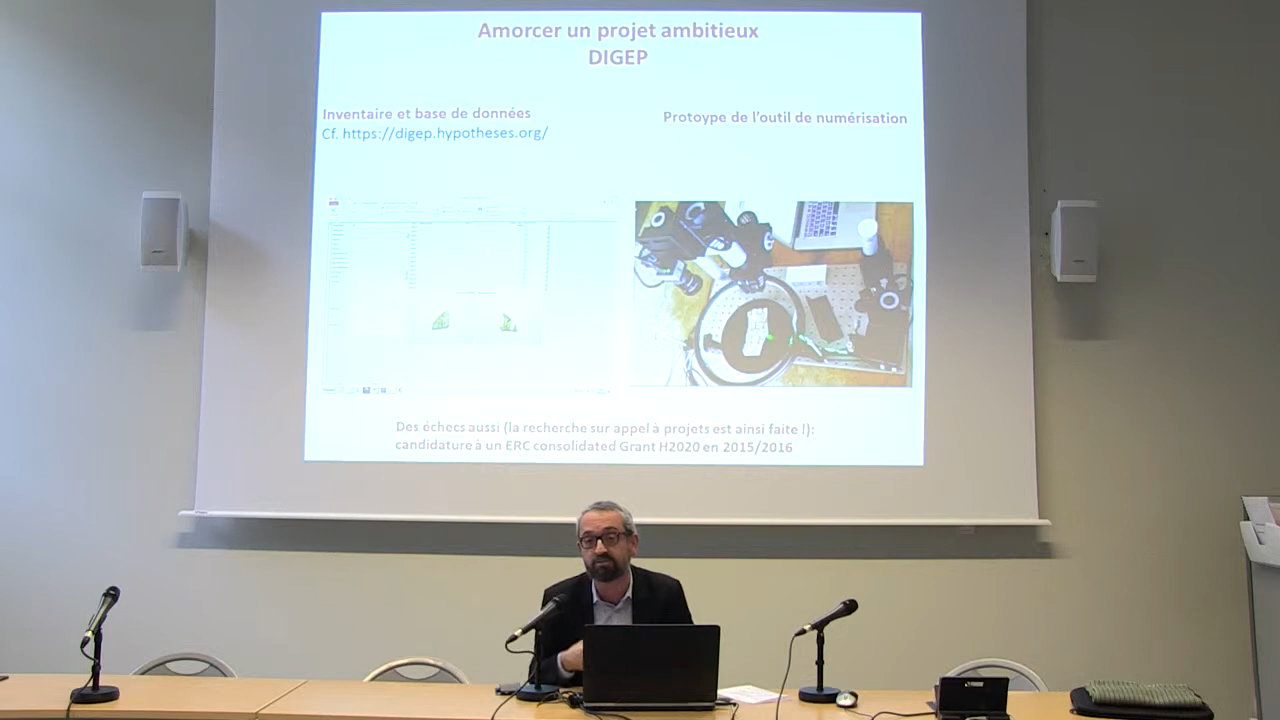 Amorcer un projet ambitieux
DIGEP
Inventaire et base de données
Cf. https://digep.hypotheses.org/
Protoype de l'outil de numérisation
Des échecs aussi (la recherche sur appel à projets est ainsi faite !):
candidature à un ERC consolidated Grant H2020 en 2015/2016